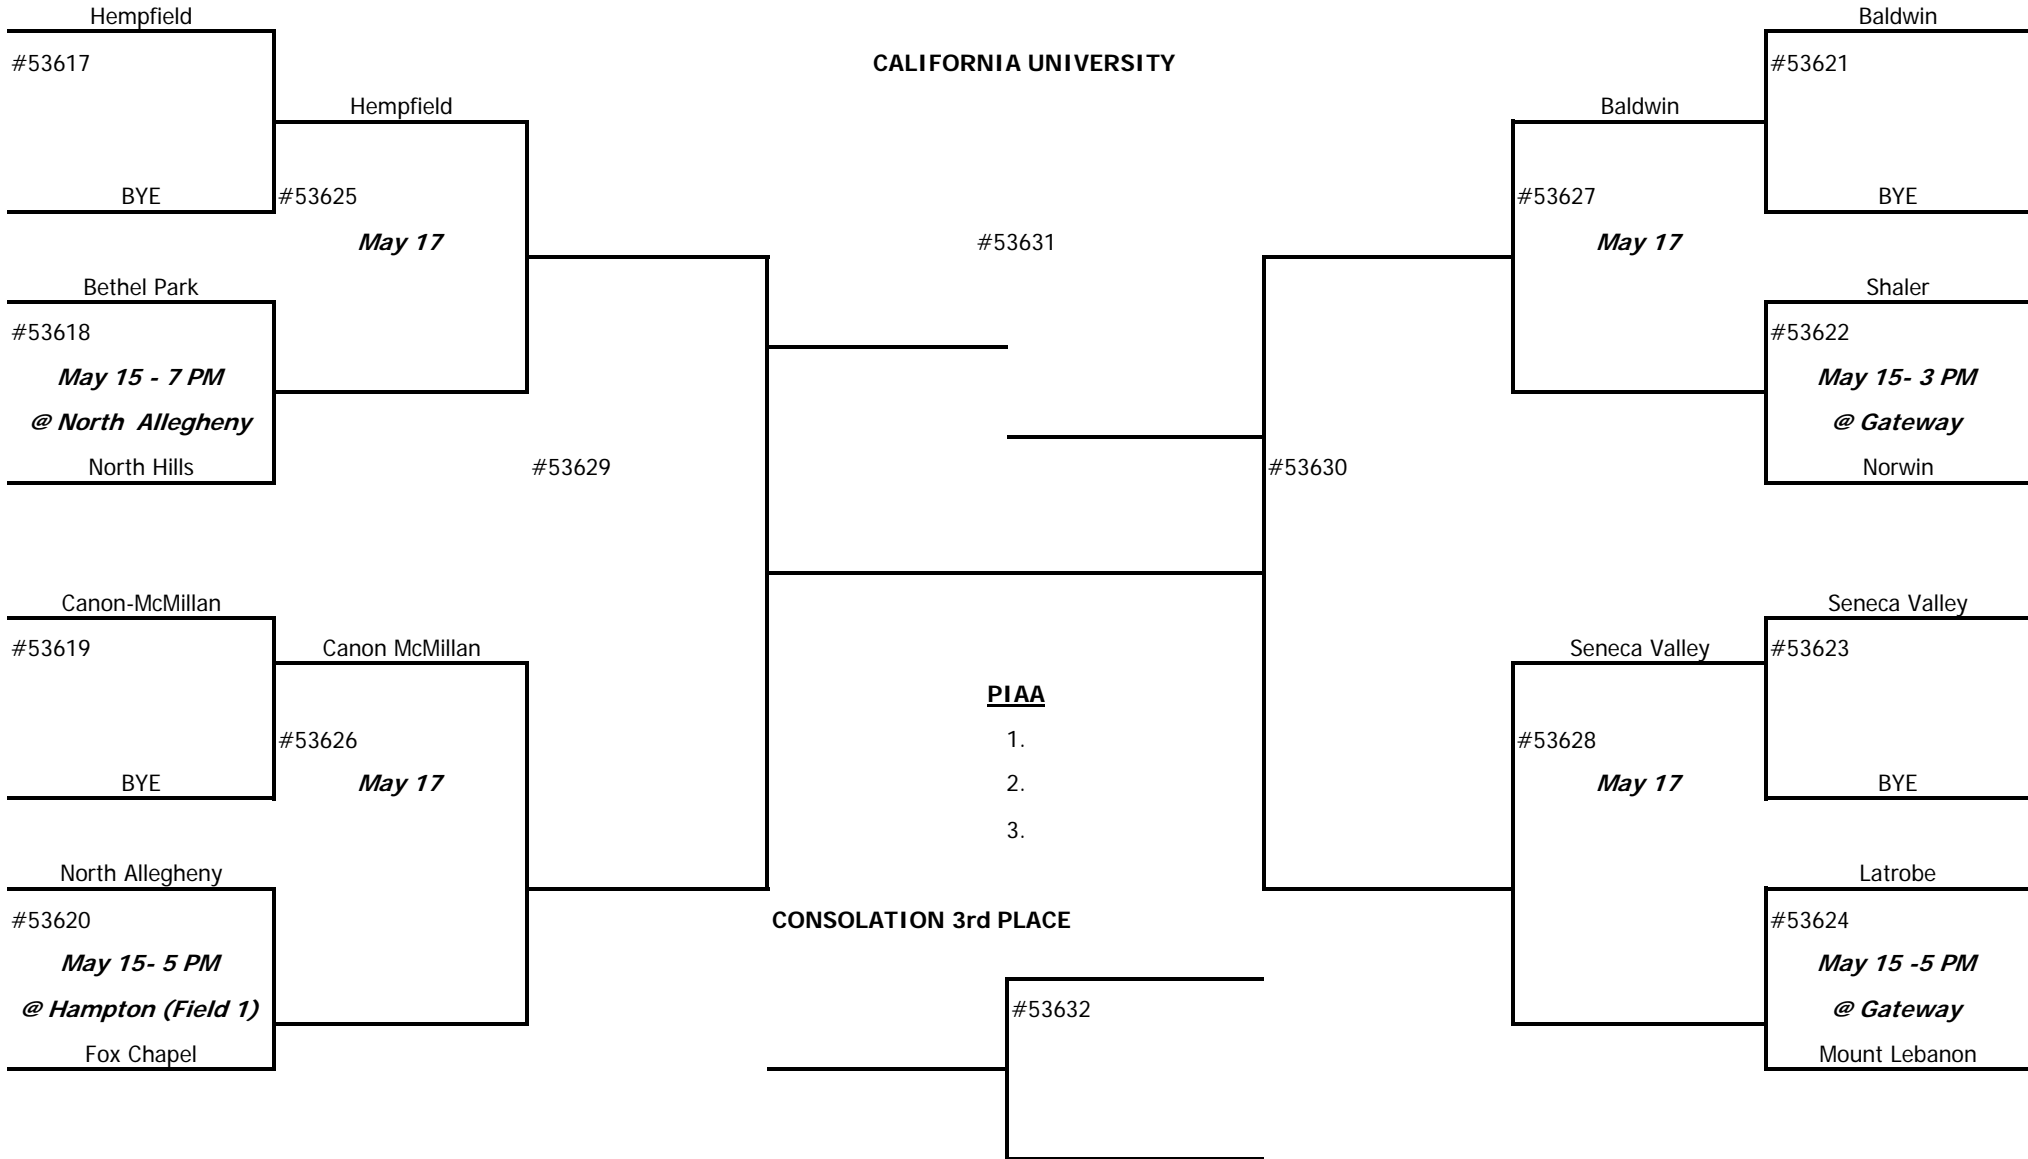 Hempfield
#53617
Hempfield
BYE
#53625
May 17
Bethel Park
#53618
May 15 - 7 PM
@ North Allegheny
North Hills
#53629
Canon-McMillan
#53619
Canon McMillan
#53626
BYE
May 17
North Allegheny
#53620
May 15- 5 PM
@ Hampton (Field 1)
Fox Chapel
CALIFORNIA UNIVERSITY
#53631
PIAA
1.
2.
3.
CONSOLATION 3rd PLACE
#53632
Baldwin
#53621
Baldwin
#53627
BYE
May 17
Shaler
#53622
May 15- 3 PM
@ Gateway
Norwin
#53630
Seneca Valley
Seneca Valley
#53623
#53628
May 17
BYE
Latrobe
#53624
May 15 -5 PM
@ Gateway
Mount Lebanon